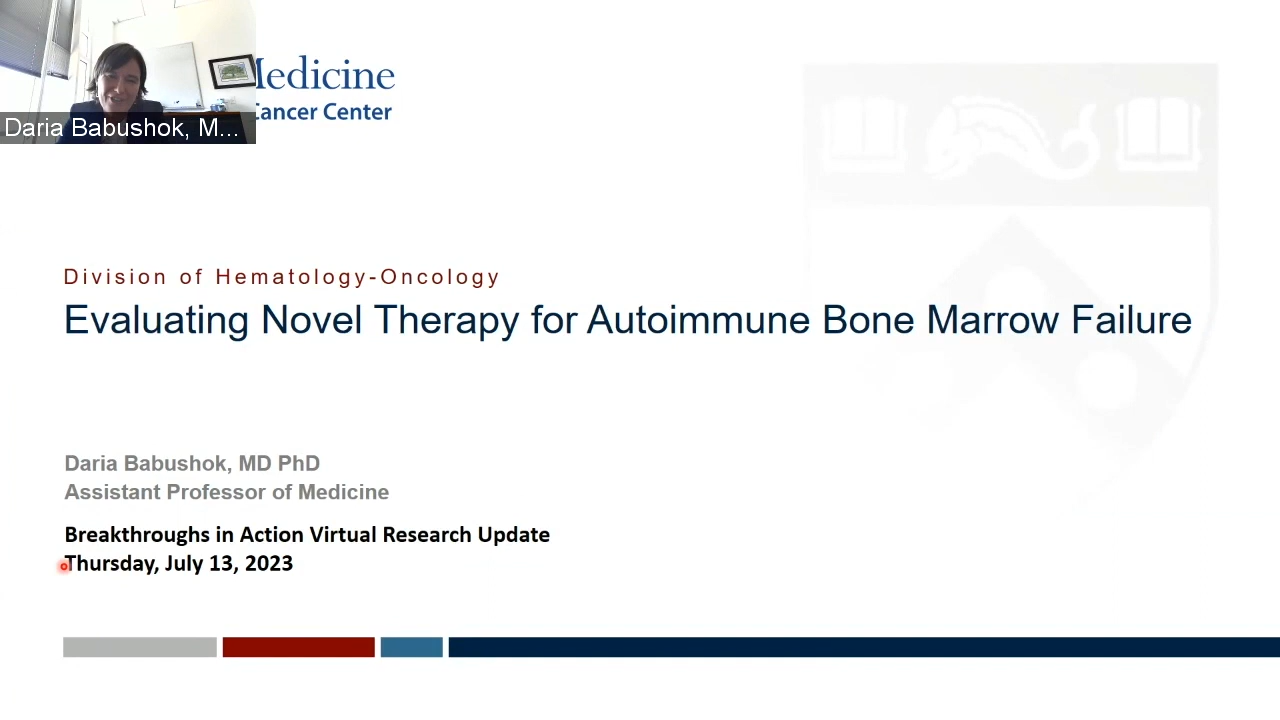 Medicine
Cancer Center
Daria Babushok, M...
Division of Hematology-Oncology
Evaluating Novel Therapy for Autoimmune Bone Marrow Failure
Daria Babushok, MD PhD
Assistant Professor of Medicine
Breakthroughs in Action Virtual Research Update
Thursday, July 13, 2023